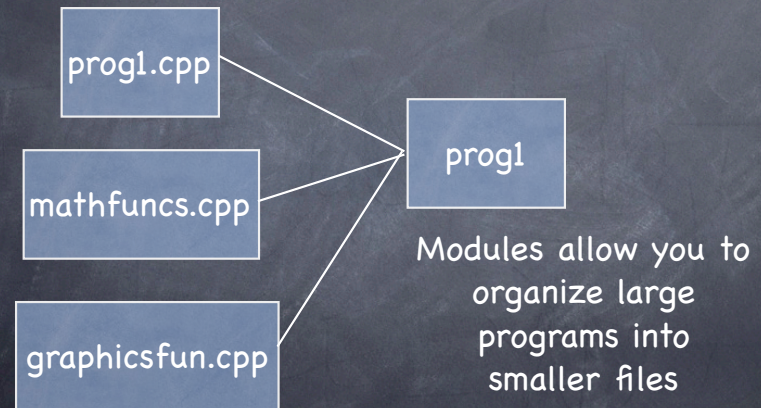 prog1.cpp
mathfuncs.cpp
graphicsfun.cpp
prog1
Modules allow you to
organize large
programs into
smaller files